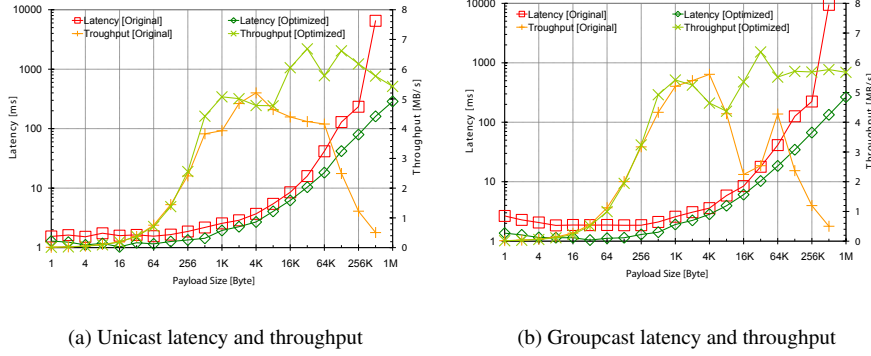 10000
1000
100
10
1
Latency [ms]
Latency [Original]
Troughput [Original]
Latency [Optimized]
Throughput [Optimized]
8
7
6
5
4
3
2
1
0
Throughput [MB/s]
1 4 16 64 256 1K 4K 16K 64K 256K 1M
Payload Size [Byte]
(a) Unicast latency and throughput
10000
1000
100
10
1
Latency [ms]
Latency [Original]
Troughput [Original]
Latency [Optimized]
Troughput [Optimized]
8
7
6
5
4
3
2
1
0
Throughput [MB/s]
1 4 16 64 256 1K 4K 16K 64K 256K 1M
Payload Size [Byte]
(b) Groupcast latency and throughput